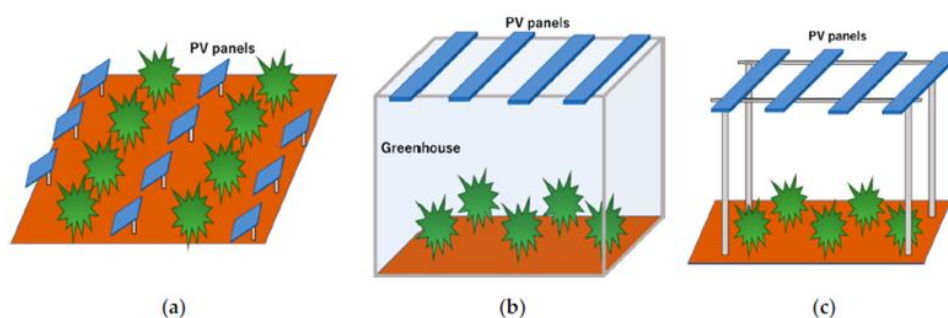 PV panels
PV panels
PV panels
Greenhouse
(a)
(b)
(c)